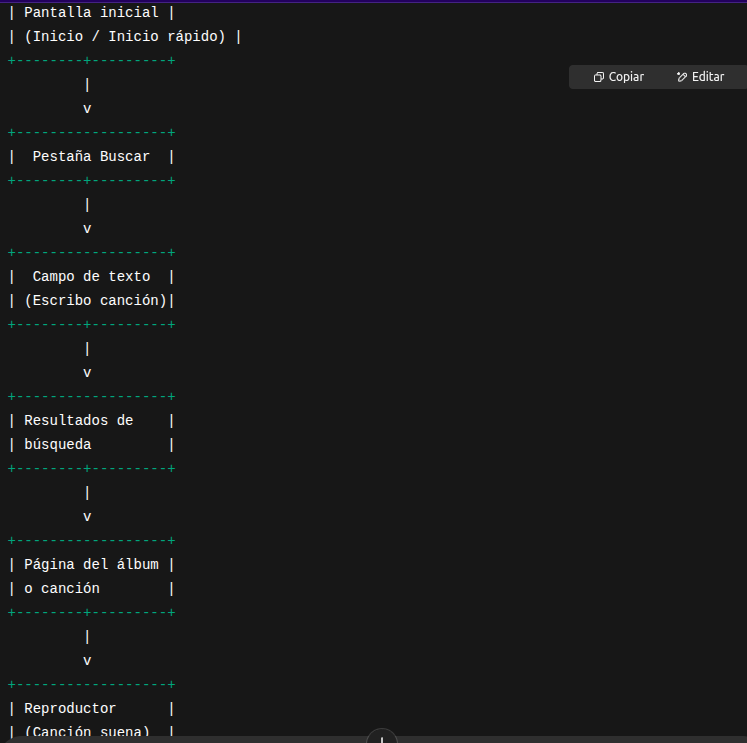 | Pantalla inicial |
| (Inicio / Inicio rápido) |
+--------+---------+
         |
         v
+------------------+
|  Pestaña Buscar  |
+--------+---------+
         |
         v
+------------------+
|  Campo de texto  |
| (Escribo canción)|
+--------+---------+
         |
         v
+------------------+
| Resultados de    |
| búsqueda         |
+--------+---------+
         |
         v
+------------------+
| Página del álbum |
| o canción        |
+--------+---------+
         |
         v
+------------------+
| Reproductor      |
| (Canción suena)  |
Copiar
Editar